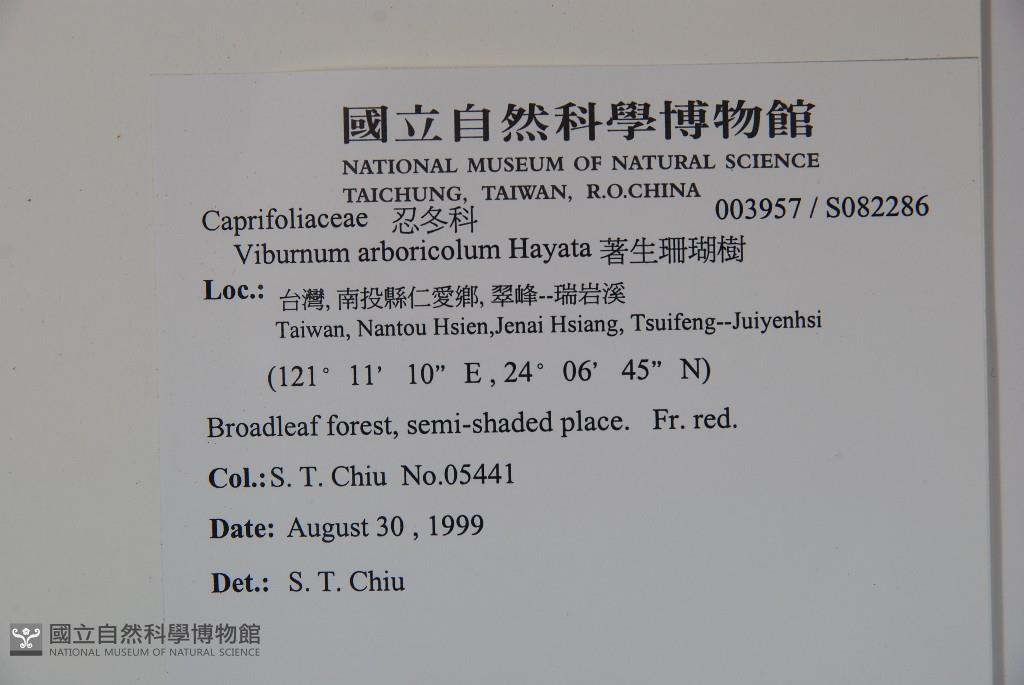 國立自然科學博物館
NATIONAL MUSEUM OF NATURAL SCIENCE
TAICHUNG, TAIWAN, R.O.CHINA
003957 / S082286
Caprifoliaceae 忍冬科
Viburnum arboricolum Hayata 著生珊瑚樹
Loc.: 台灣, 南投縣仁愛鄉, 翠峰--瑞岩溪
Taiwan, Nantou Hsien,Jenai Hsiang, Tsuifeng--Juiyenhsi
(121° 11’ 10” E , 24° 06’ 45” N)
Broadleaf forest, semi-shaded place. Fr. red.
Col.: S. T. Chiu No.05441
Date: August 30 , 1999
Det.: S. T. Chiu
國立自然科學博物館
NATIONAL MUSEUM OF NATURAL SCIENCE